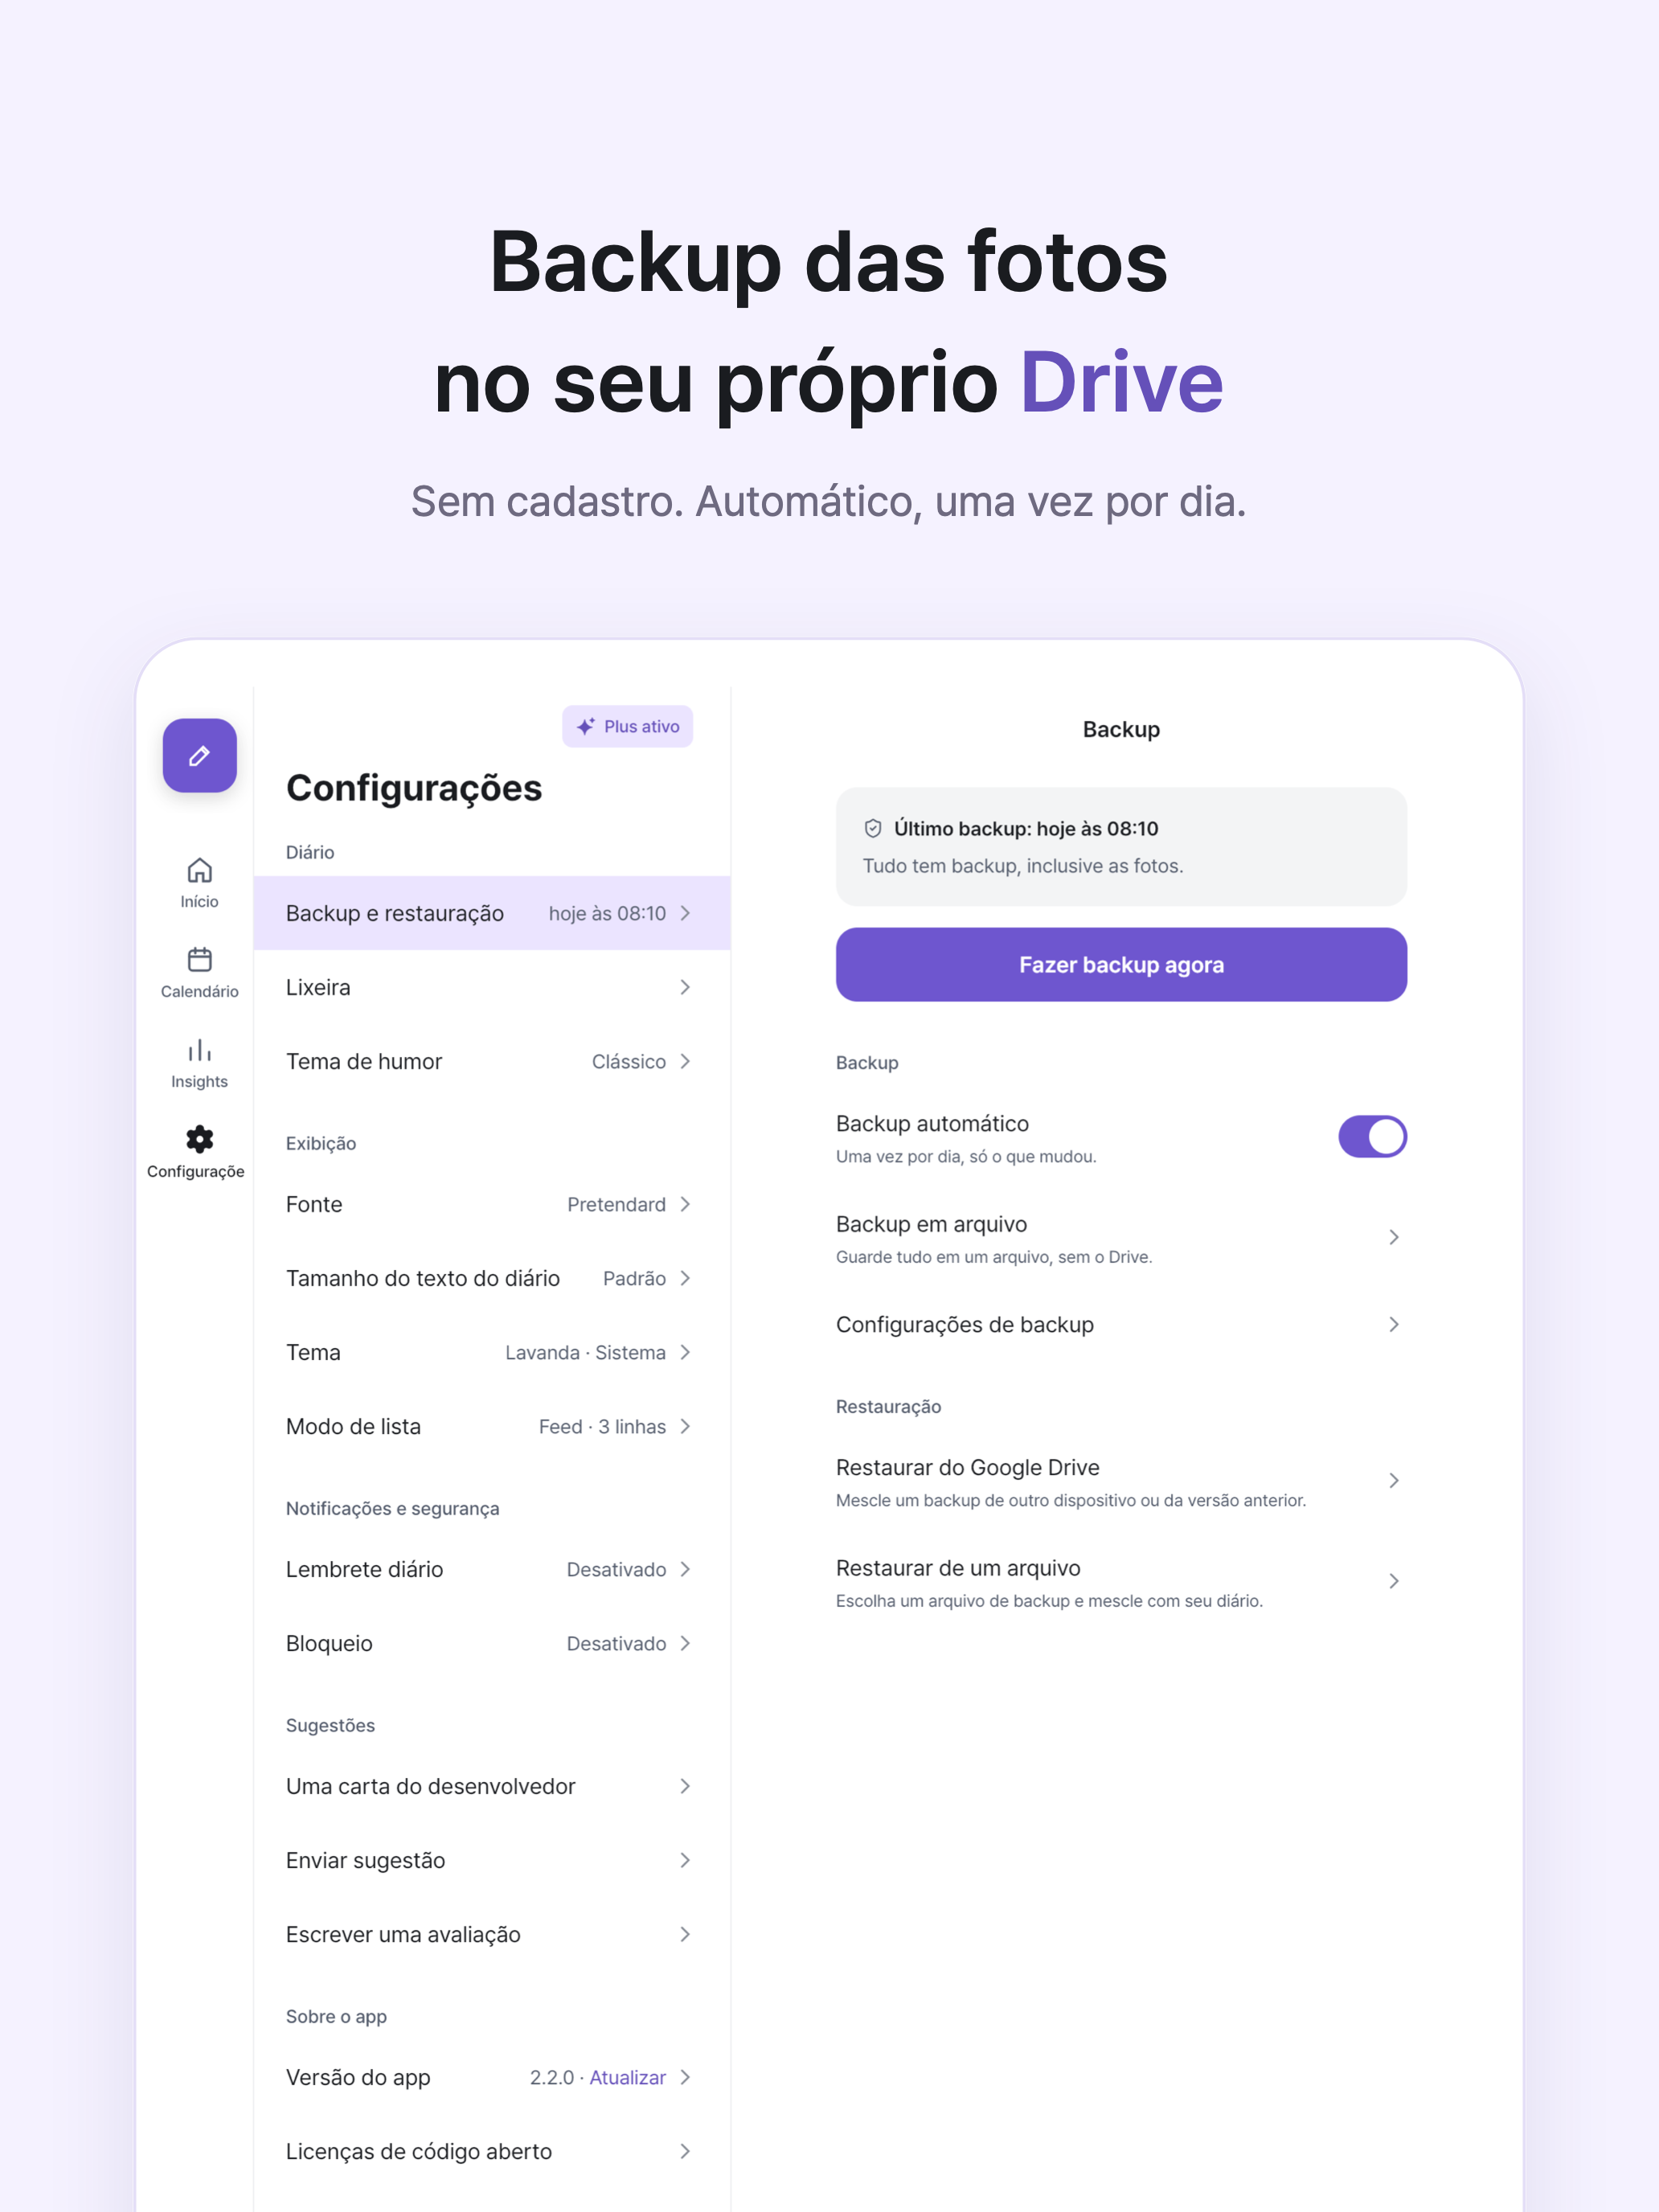 Backup das fotos
no seu próprio Drive
Sem cadastro. Automático, uma vez por dia.
Início
Calendário
Insights
Configuraçõe
Plus ativo
Configurações
Diário
Backup e restauração hoje às 08:10
Lixeira
Tema de humor Clássico
Exibição
Fonte Pretendard
Tamanho do texto do diário Padrão
Tema Lavanda · Sistema
Modo de lista Feed · 3 linhas
Notificações e segurança
Lembrete diário Desativado
Bloqueio Desativado
Sugestões
Uma carta do desenvolvedor
Enviar sugestão
Escrever uma avaliação
Sobre o app
Versão do app 2.2.0 · Atualizar
Licenças de código aberto
Backup
Último backup: hoje às 08:10
Tudo tem backup, inclusive as fotos.
Fazer backup agora
Backup
Backup automático
Uma vez por dia, só o que mudou.
Backup em arquivo
Guarde tudo em um arquivo, sem o Drive.
Configurações de backup
Restauração
Restaurar do Google Drive
Mescle um backup de outro dispositivo ou da versão anterior.
Restaurar de um arquivo
Escolha um arquivo de backup e mescle com seu diário.